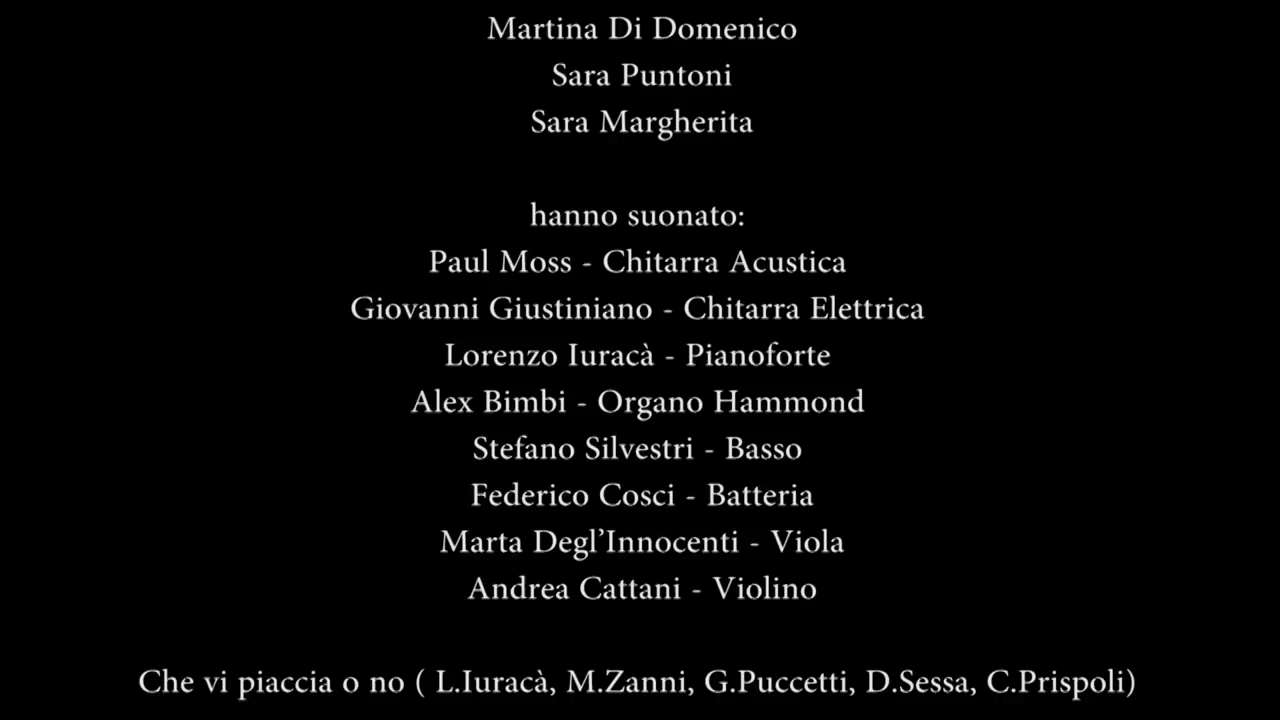 Martina Di Domenico
Sara Puntoni
Sara Margherita
hanno suonato:
Paul Moss - Chitarra Acustica
Giovanni Giustiniano - Chitarra Elettrica
Lorenzo Iuracà - Pianoforte
Alex Bimbi - Organo Hammond
Stefano Silvestri - Basso
Federico Cosci - Batteria
Marta Degl’Innocenti - Viola
Andrea Cattani - Violino
Che vi piaccia o no ( L.Iuracà, M.Zanni, G.Puccetti, D.Sessa, C.Prispoli)